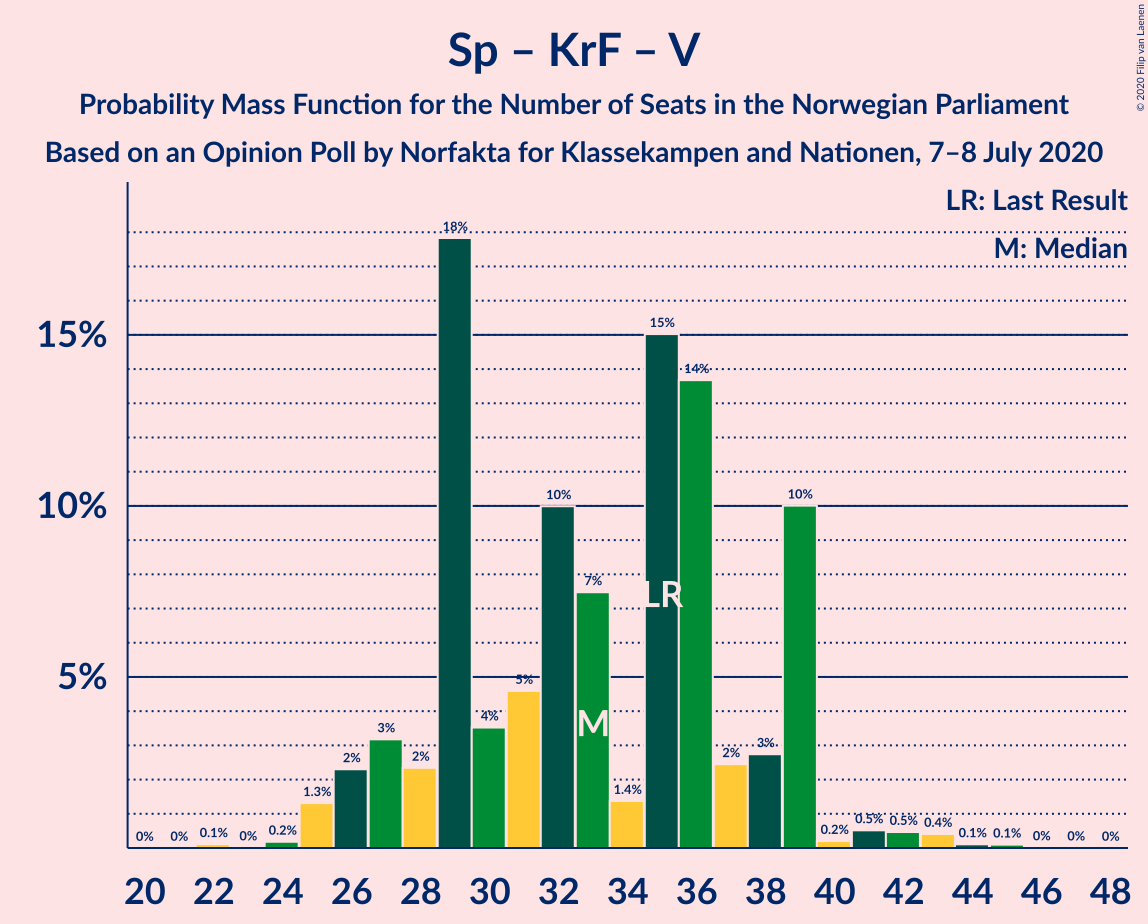 © 2020 Filip van Laenen
Sp – KrF – V
Probability Mass Function for the Number of Seats in the Norwegian Parliament
Based on an Opinion Poll by Norfakta for Klassekampen and Nationen, 7–8 July 2020
LR: Last Result
M: Median
15%
10%
5%
0% 0% 0.1% 0% 0.2% 1.3% 2% 3% 2% 18% 4% 5% 10% 7% 1.4% 15% 14% 2% 3% 10% 0.2% 0.5% 0.5% 0.4% 0.1% 0.1% 0% 0% 0%
LR
M
20 22 24 26 28 30 32 34 36 38 40 42 44 46 48